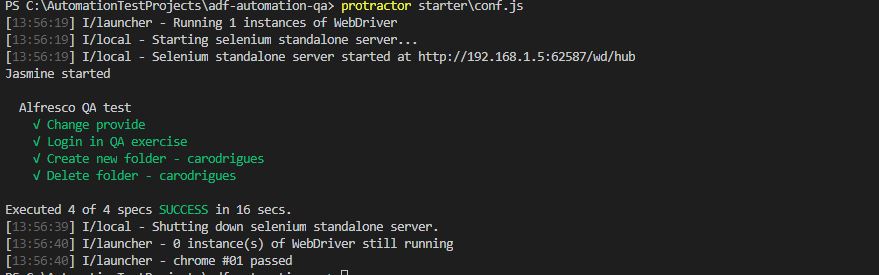 PS C:\AutomationTestProjects\adf-automation-qa> protractor starter\conf.js
[13:56:19] I/launcher - Running 1 instances of WebDriver
[13:56:19] I/local - Starting selenium standalone server...
[13:56:19] I/local - Selenium standalone server started at http://192.168.1.5:62587/wd/hub
Jasmine started
Alfresco QA test
√ Change provide
√ Login in QA exercise
√ Create new folder - carodrigues
√ Delete folder - carodrigues
Executed 4 of 4 specs SUCCESS in 16 secs.
[13:56:39] I/local - Shutting down selenium standalone server.
[13:56:40] I/launcher - 0 instance(s) of WebDriver still running
[13:56:40] I/launcher - chrome #01 passed
PS C:\AutomationTestProjects\adf-automation-qa>